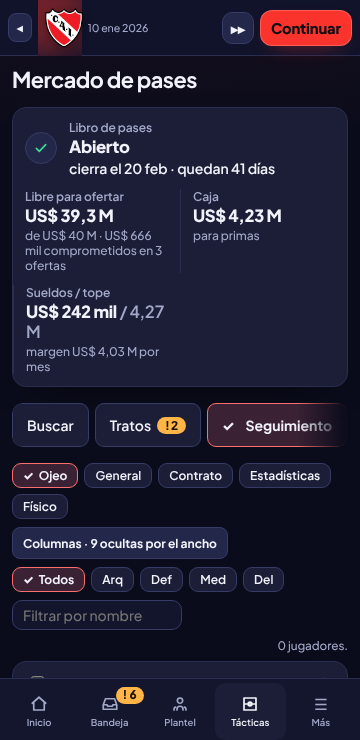 C.A.I.
10 ene 2026
Continuar
Mercado de pases
Libro de pases
Abierto
cierra el 20 feb · quedan 41 días
Libre para ofertar
US$ 39,3 M
de US$ 40 M · US$ 666
mil comprometidos en 3
ofertas
Caja
US$ 4,23 M
para primas
Sueldos / tope
US$ 242 mil / 4,27
M
margen US$ 4,03 M por
mes
Buscar
Tratos ! 2
✓ Seguimiento
✓ Ojeo
General
Contrato
Estadísticas
Físico
Columnas · 9 ocultas por el ancho
✓ Todos
Arq
Def
Med
Del
Filtrar por nombre
0 jugadores.
! 6
Inicio
Bandeja
Plantel
Tácticas
Más